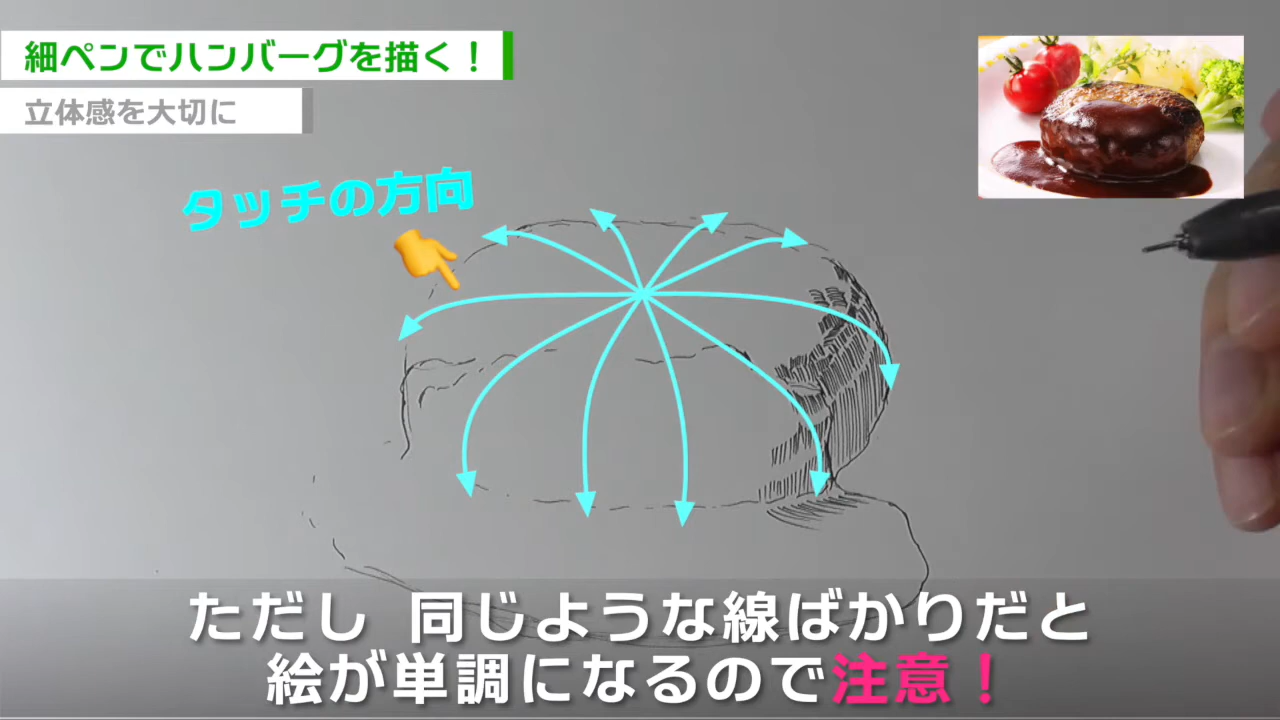 細ペンでハンバーグを描く！
立体感を大切に
タッチの方向
ただし 同じような線ばかりだと
絵が単調になるので注意！